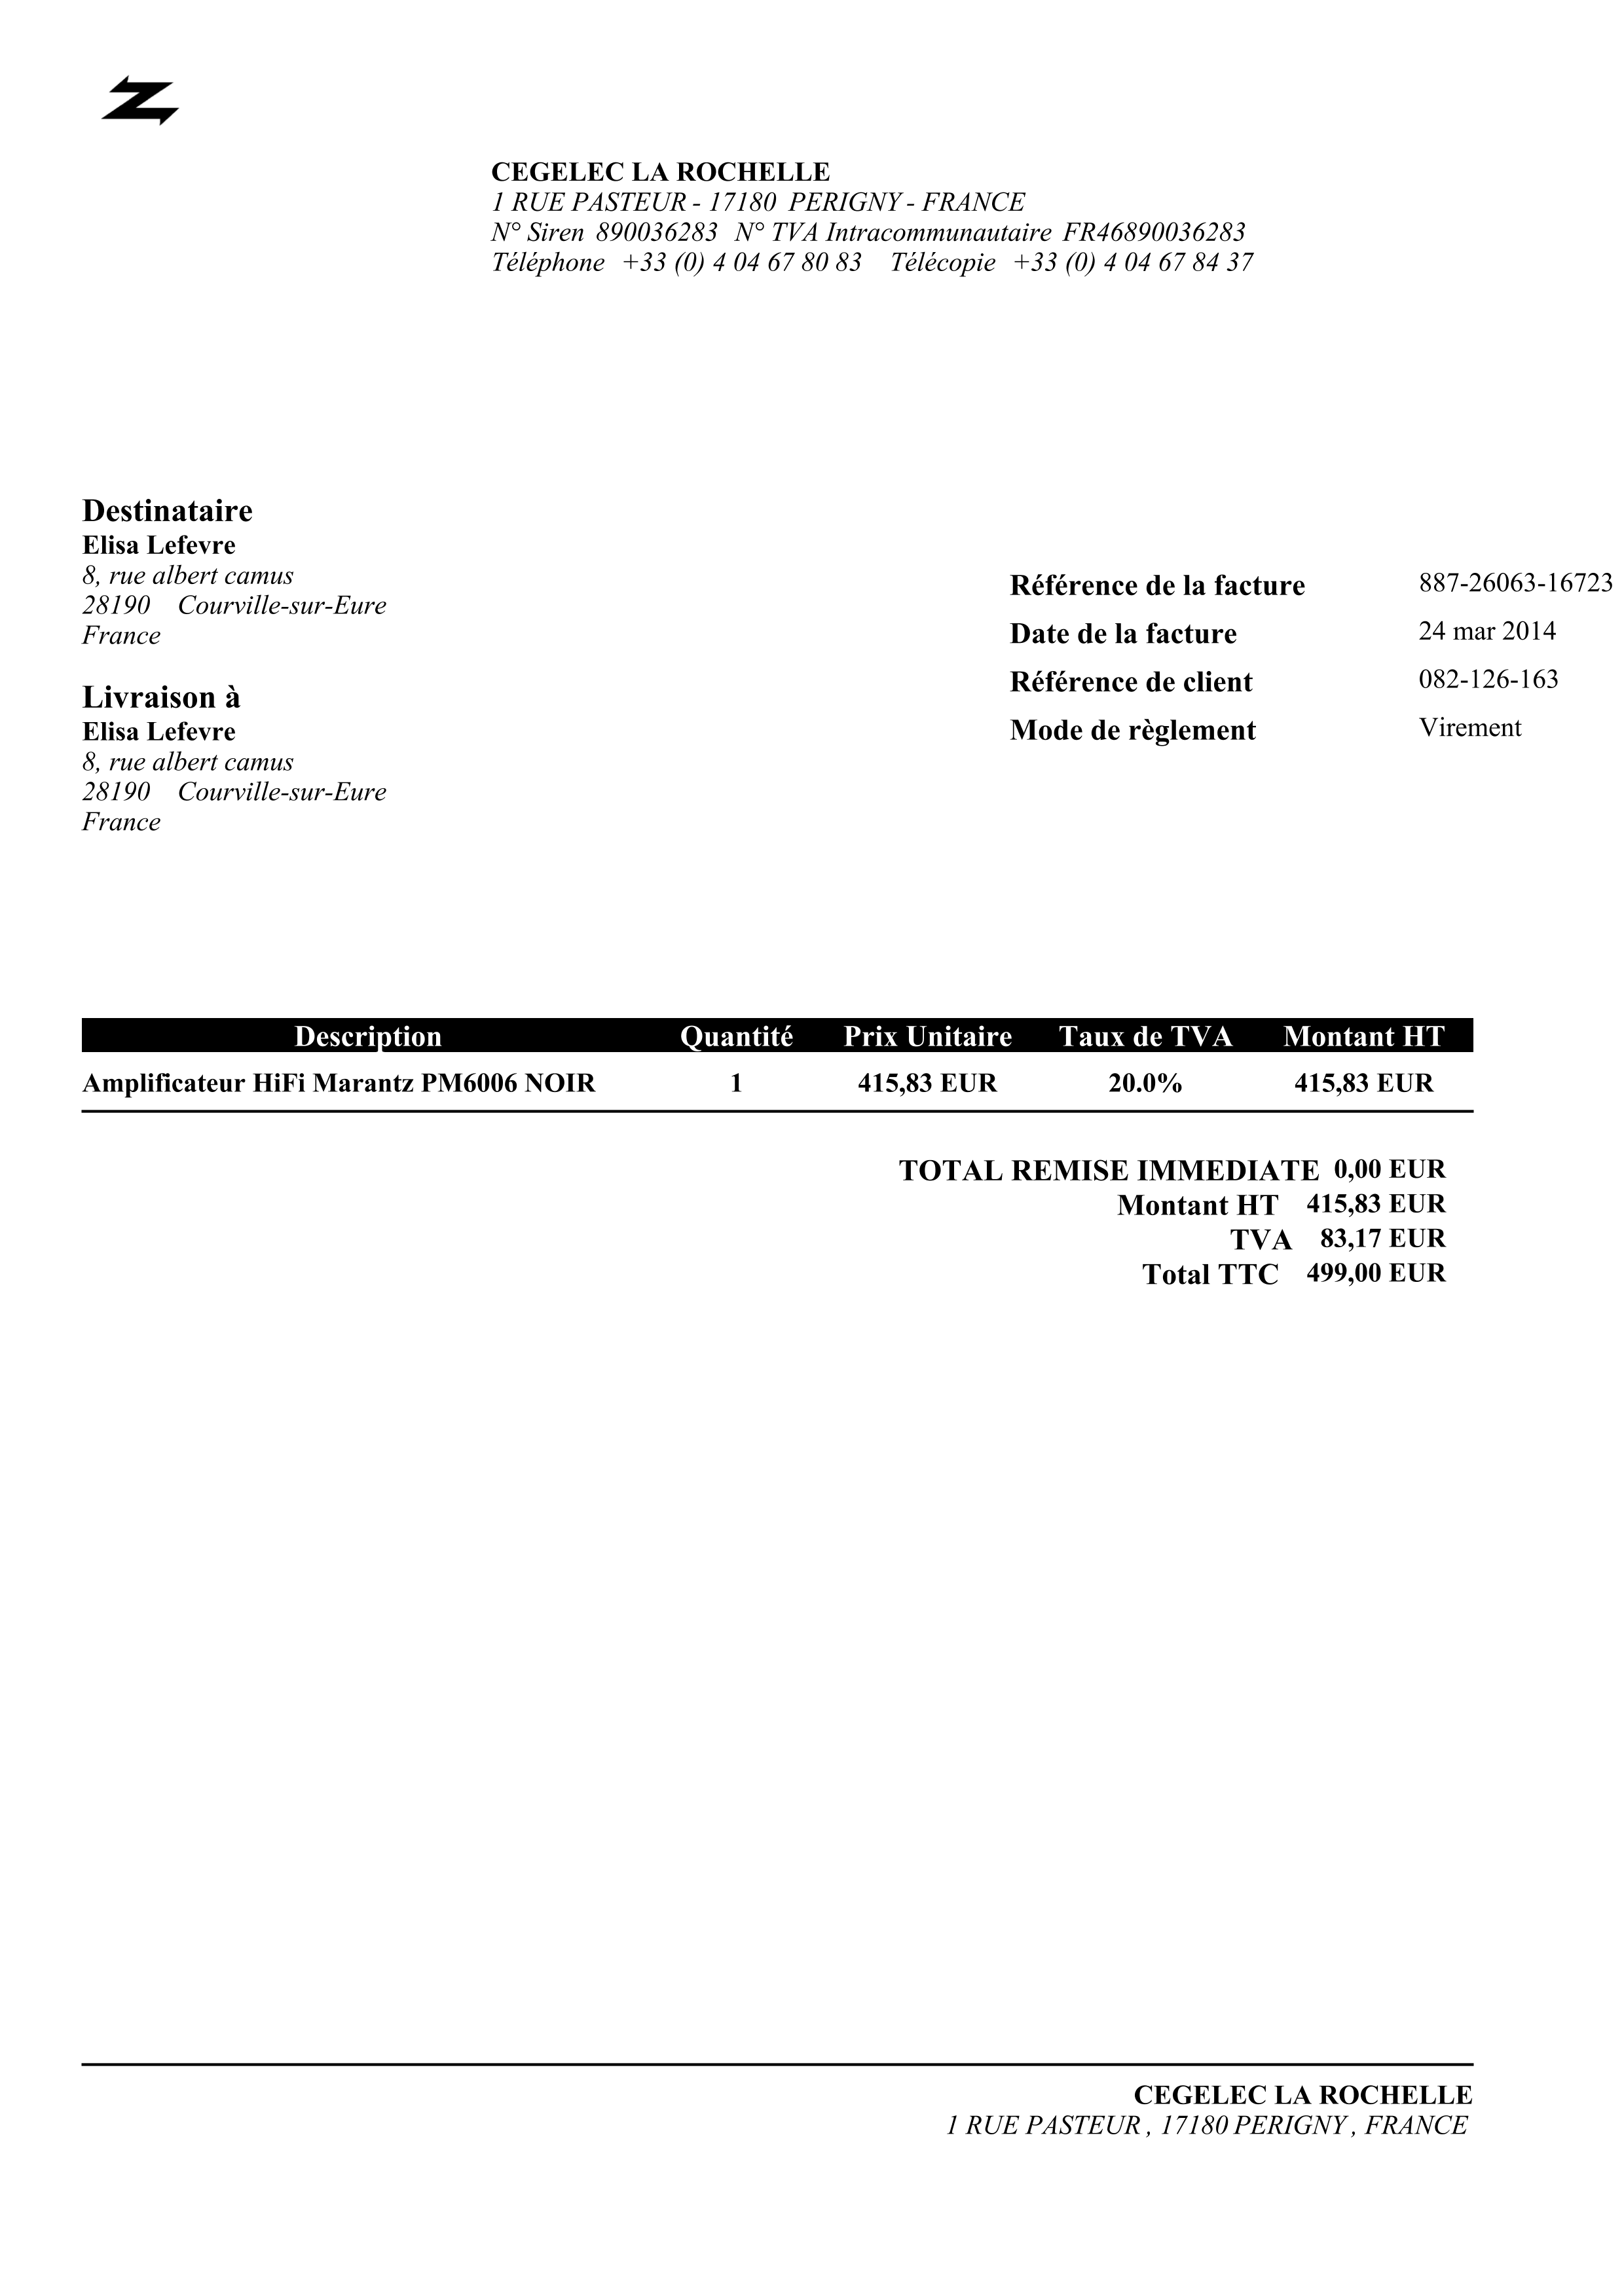 CEGELEC LA ROCHELLE
1 RUE PASTEUR - 17180 PERIGNY - FRANCE
N° Siren 890036283 N° TVA Intracommunautaire FR46890036283
Téléphone +33 (0) 4 04 67 80 83 Télécopie +33 (0) 4 04 67 84 37
Destinataire
Elisa Lefevre
8, rue albert camus
28190 Courville-sur-Eure
France
Livraison à
Elisa Lefevre
8, rue albert camus
28190 Courville-sur-Eure
France
Référence de la facture 887-26063-16723
Date de la facture 24 mar 2014
Référence de client 082-126-163
Mode de règlement Virement
Description Quantité Prix Unitaire Taux de TVA Montant HT
Amplificateur HiFi Marantz PM6006 NOIR 1 415,83 EUR 20.0% 415,83 EUR
TOTAL REMISE IMMEDIATE 0,00 EUR
Montant HT 415,83 EUR
TVA 83,17 EUR
Total TTC 499,00 EUR
CEGELEC LA ROCHELLE
1 RUE PASTEUR , 17180 PERIGNY , FRANCE